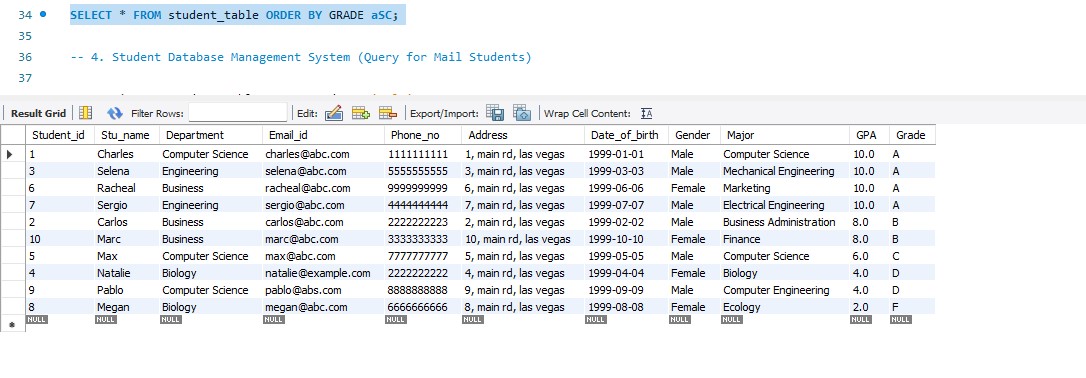 34 SELECT * FROM student_table ORDER BY GRADE aSC;
35
36 -- 4. Student Database Management System (Query for Mail Students)
37
Result Grid Filter Rows: Edit: Export/Import: Wrap Cell Content: IA
Student_id Stu_name Department Email_id Phone_no Address Date_of_birth Gender Major GPA Grade
1 Charles Computer Science charles@abc.com 1111111111 1, main rd, las vegas 1999-01-01 Male Computer Science 10.0 A
3 Selena Engineering selena@abc.com 5555555555 3, main rd, las vegas 1999-03-03 Male Mechanical Engineering 10.0 A
6 Racheal Business racheal@abc.com 9999999999 6, main rd, las vegas 1999-06-06 Female Marketing 10.0 A
7 Sergio Engineering sergio@abc.com 4444444444 7, main rd, las vegas 1999-07-07 Male Electrical Engineering 10.0 A
2 Carlos Business carlos@abc.com 2222222223 2, main rd, las vegas 1999-02-02 Male Business Administration 8.0 B
10 Marc Business marc@abc.com 3333333333 10, main rd, las vegas 1999-10-10 Female Finance 8.0 B
5 Max Computer Science max@abc.com 7777777777 5, main rd, las vegas 1999-05-05 Male Computer Science 6.0 C
4 Natalie Biology natalie@example.com 2222222222 4, main rd, las vegas 1999-04-04 Female Biology 4.0 D
9 Pablo Computer Science pablo@abs.com 8888888888 9, main rd, las vegas 1999-09-09 Male Computer Engineering 4.0 D
8 Megan Biology megan@abc.com 6666666666 8, main rd, las vegas 1999-08-08 Female Ecology 2.0 F
NULL NULL NULL NULL NULL NULL NULL NULL NULL NULL NULL